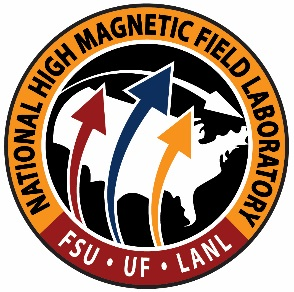 NATIONAL HIGH MAGNETIC FIELD LABORATORY
FSU • UF • LANL